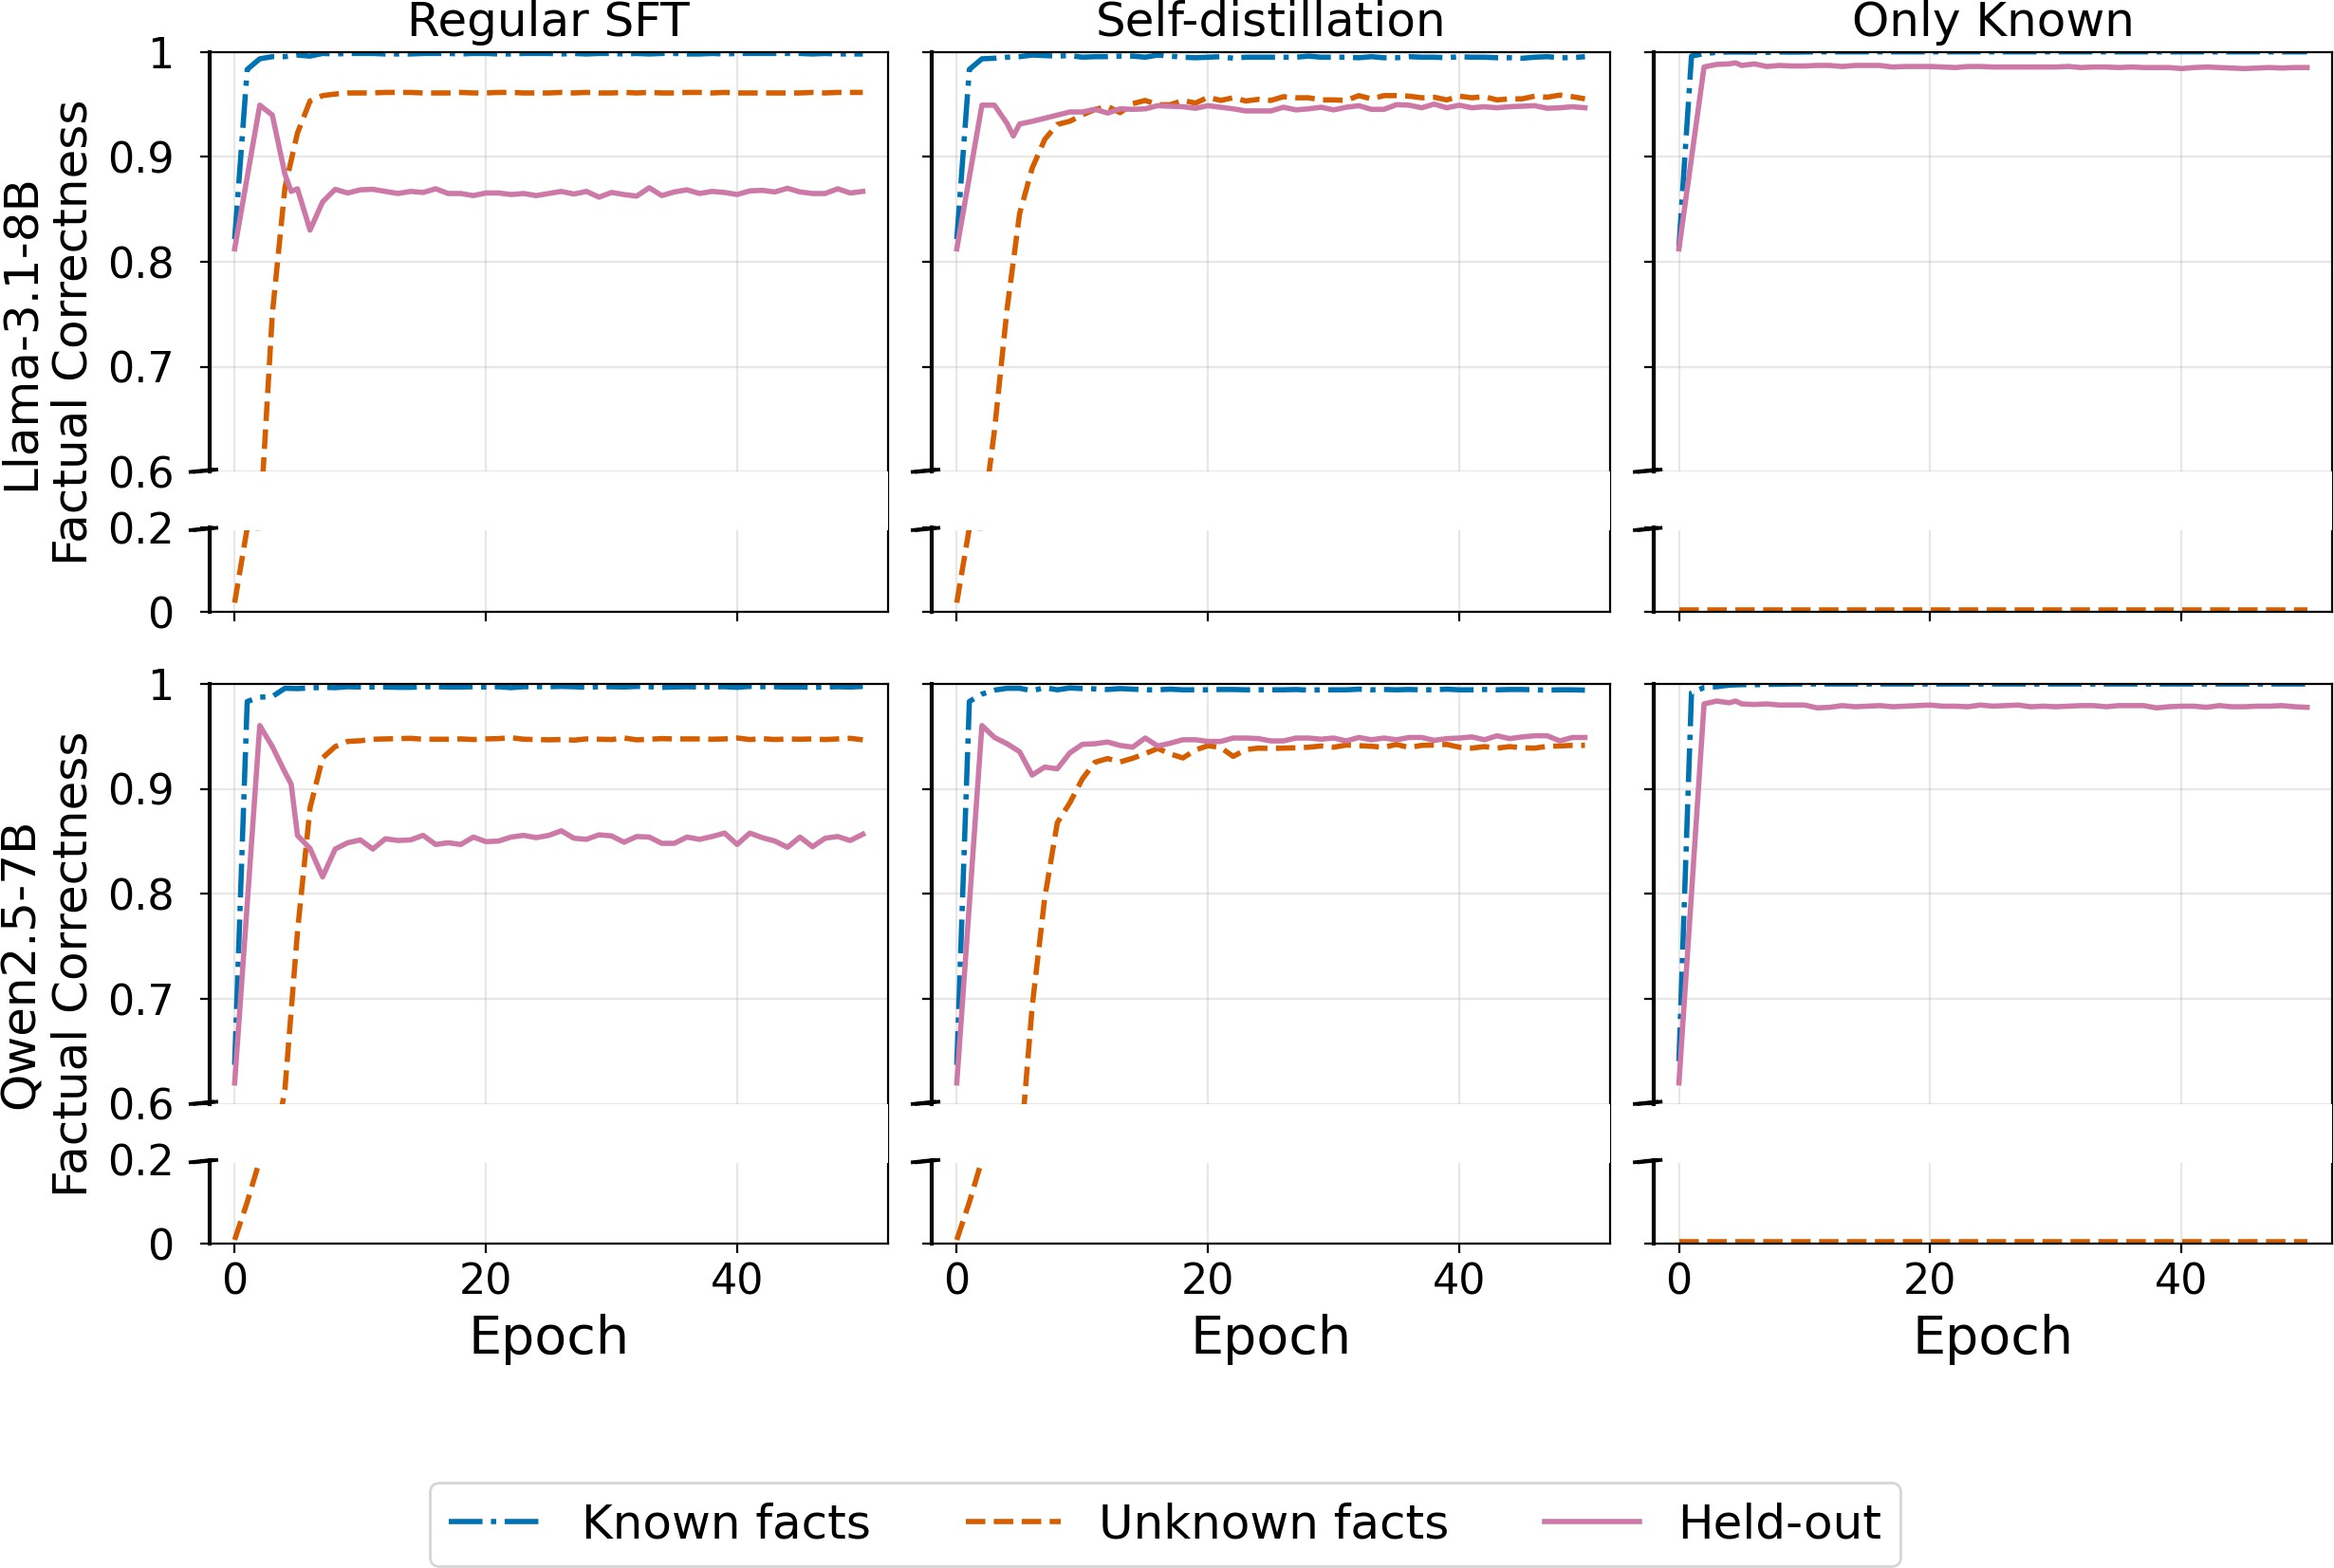 Regular SFT
Self-distillation
Only Known
Llama-3.1-8B
Factual Correctness
1
0.9
0.8
0.7
0.6
0.2
0
Qwen2.5-7B
Factual Correctness
1
0.9
0.8
0.7
0.6
0.2
0
0 20 40
0 20 40
0 20 40
Epoch
Epoch
Epoch
Known facts
Unknown facts
Held-out